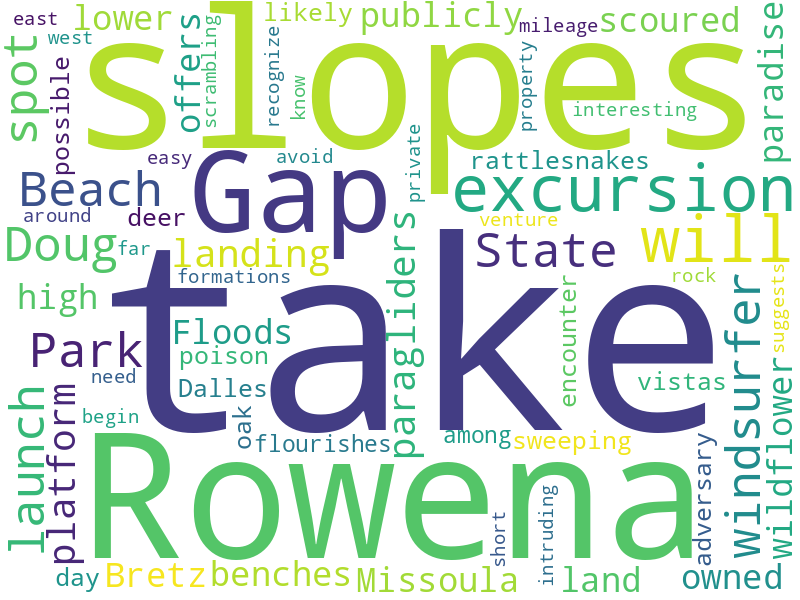 east
west
lower
likely
publicly
mileage
scoured
slopes
spot
possible
offers
scrambling
recognize
know
property
interesting
paradise
easy
avoid
private
rattlesnakes
Beach
Gap
excursion
around
deer
venture
Doug
far
landing
State
will
formations
rock
high
take
paragliders
encounter
windsurfer
suggests
Park
Floods
poison
need
Dalles
vistas
begin
oak
flourishes
among
sweeping
launch
platform
Rowena
adversary
wildflower
short
intruding
day
Bretz
benches
Missoula
land
owned